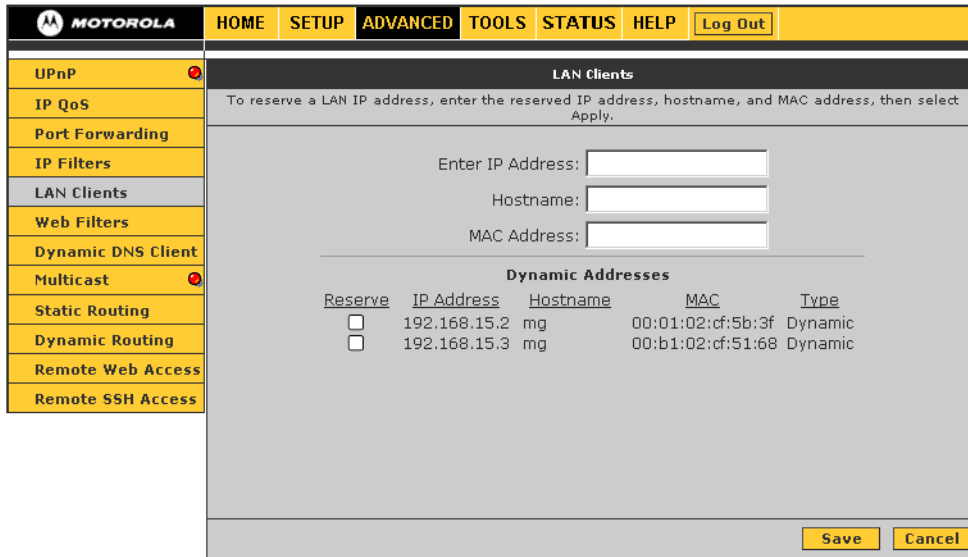 MOTOROLA
HOME SETUP ADVANCED TOOLS STATUS HELP Log Out
UPnP
IP QoS
Port Forwarding
IP Filters
LAN Clients
Web Filters
Dynamic DNS Client
Multicast
Static Routing
Dynamic Routing
Remote Web Access
Remote SSH Access
LAN Clients
To reserve a LAN IP address, enter the reserved IP address, hostname, and MAC address, then select
Apply.
Enter IP Address:
Hostname:
MAC Address:
Dynamic Addresses
Reserve IP Address Hostname MAC Type
192.168.15.2 mg 00:01:02:cf:5b:3f Dynamic
192.168.15.3 mg 00:b1:02:cf:51:68 Dynamic
Save Cancel